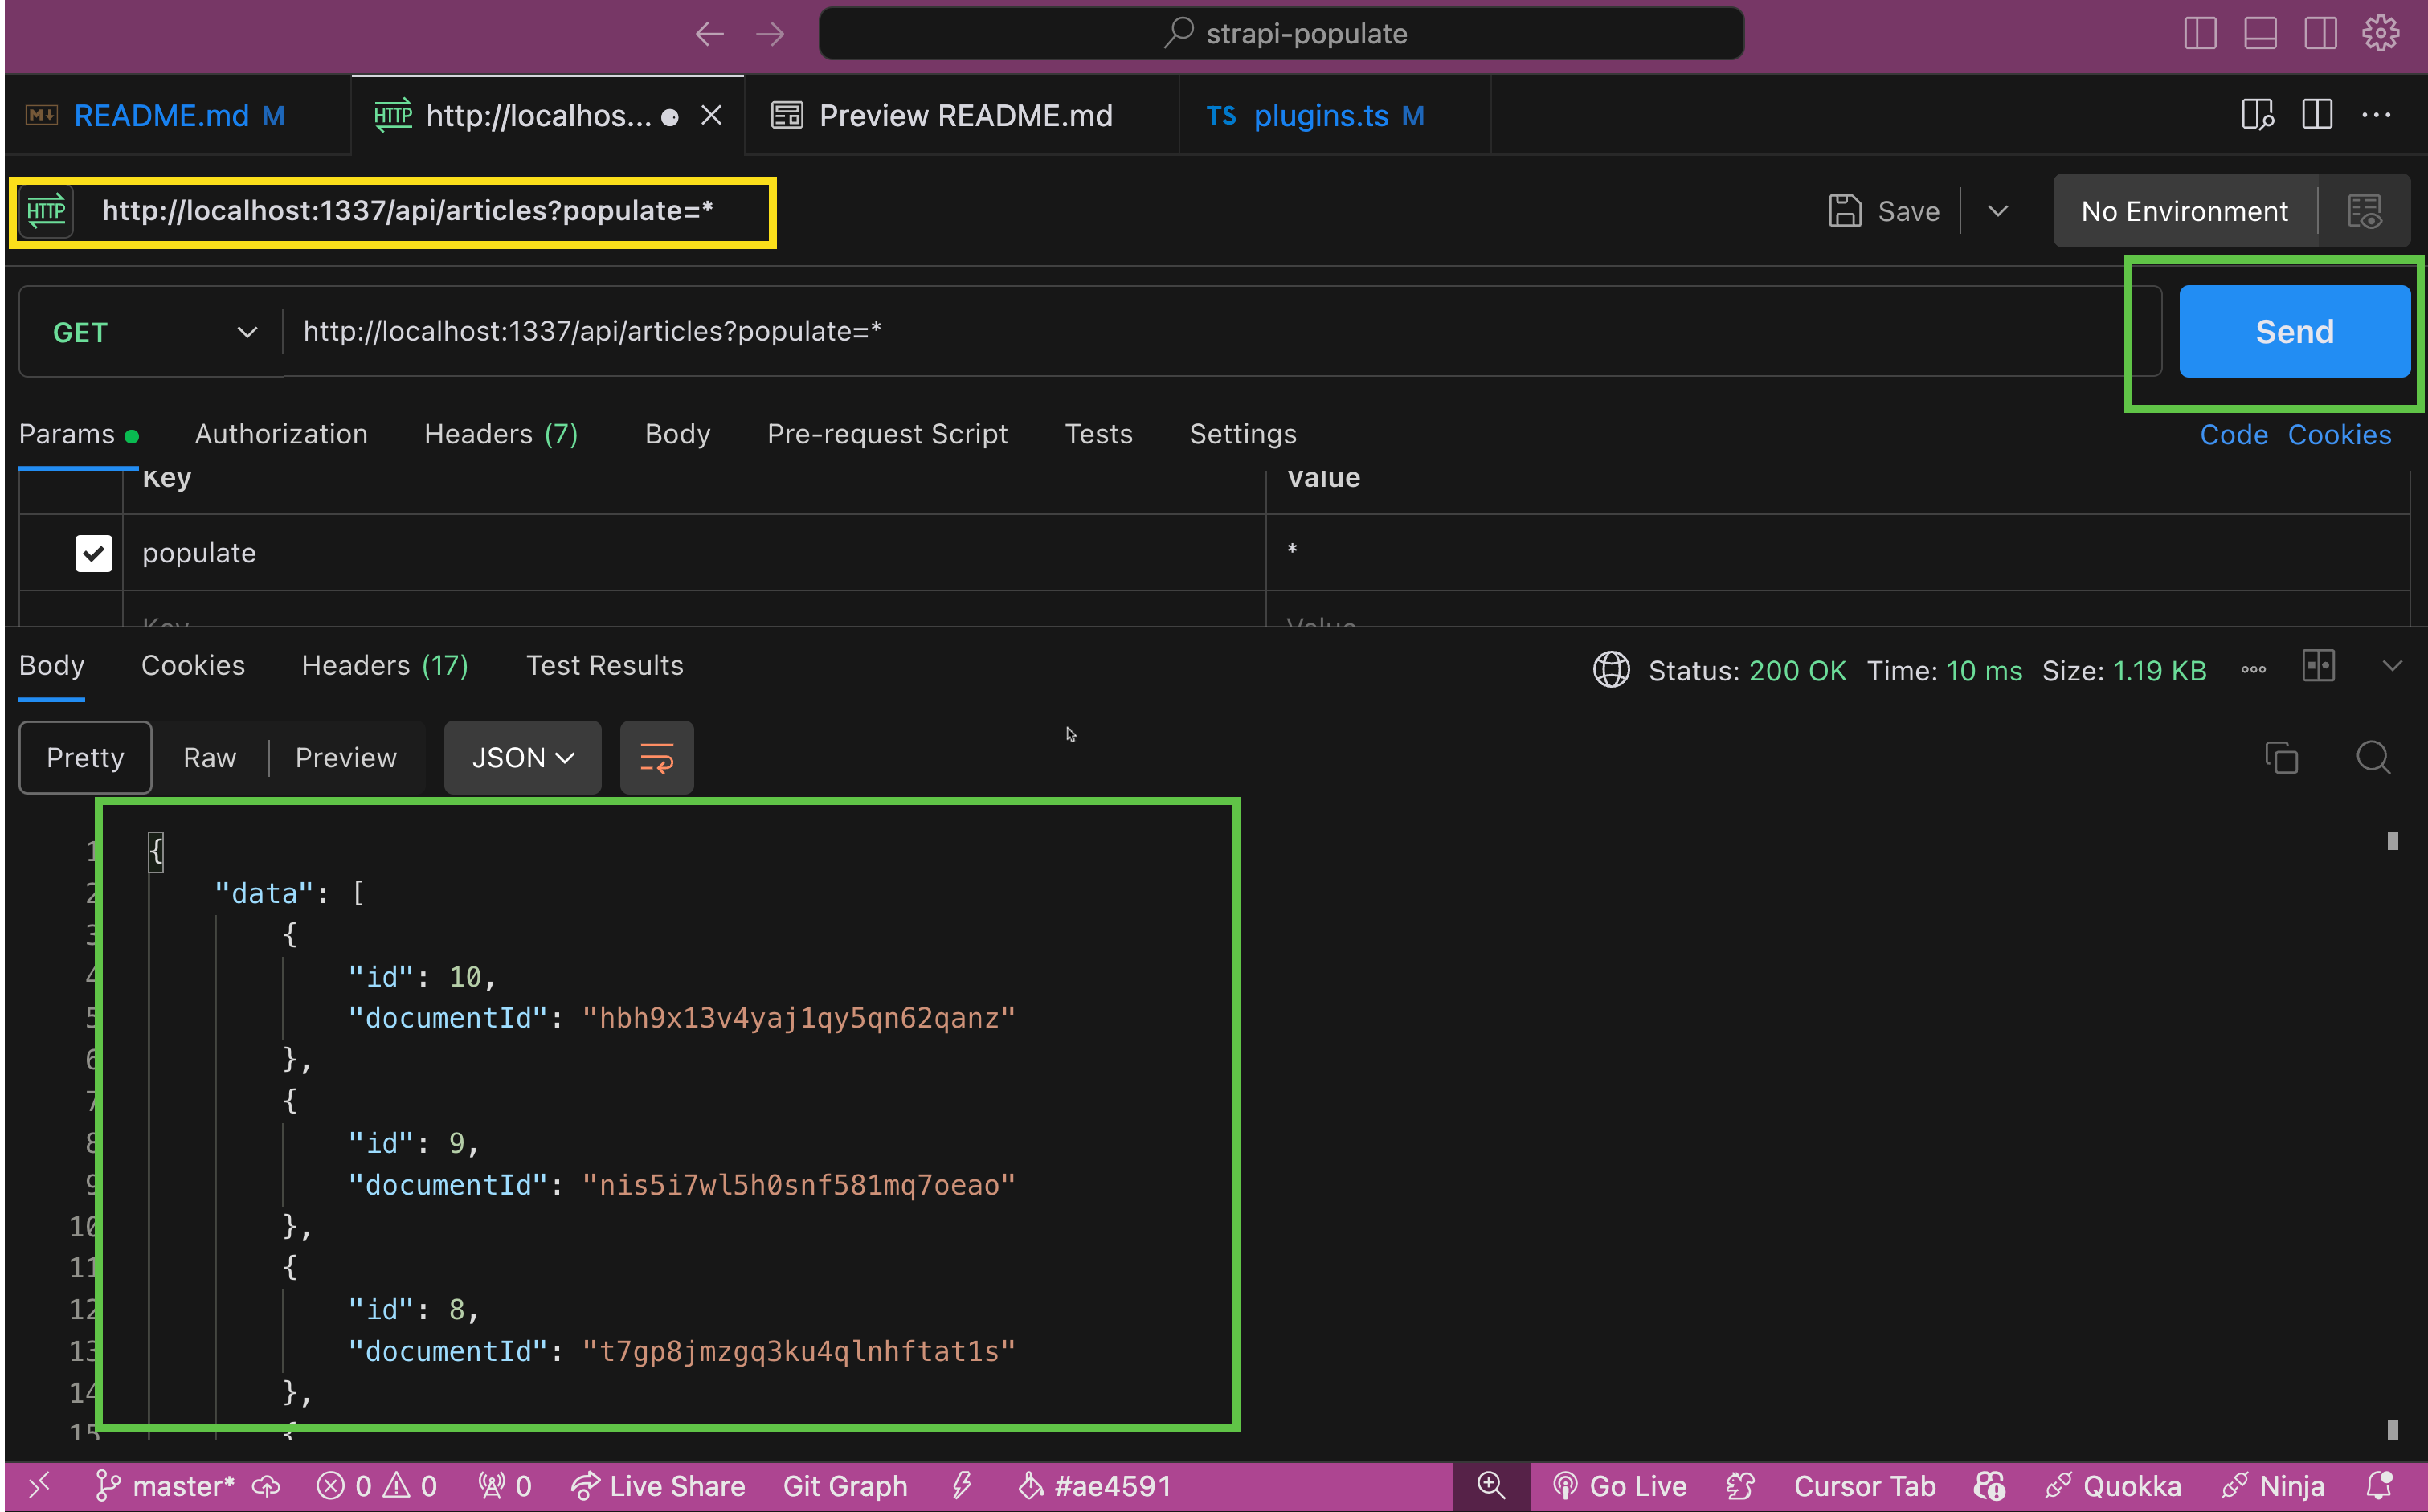 strapi-populate
README.md M
HTTP http://localhos...
Preview README.md
TS plugins.ts M
HTTP http://localhost:1337/api/articles?populate=*
Save
No Environment
GET http://localhost:1337/api/articles?populate=*
Send
Params Authorization Headers (7) Body Pre-request Script Tests Settings Code Cookies
Key Value
populate *
Key Value
Body Cookies Headers (17) Test Results
Status: 200 OK Time: 10 ms Size: 1.19 KB
Pretty Raw Preview JSON
1 {
2 "data": [
3 {
4 "id": 10,
5 "documentId": "hbh9x13v4yaj1qy5qn62qanz"
6 },
7 {
8 "id": 9,
9 "documentId": "nis5i7wl5h0snf581mq7oeao"
10 },
11 {
12 "id": 8,
13 "documentId": "t7gp8jmzgq3ku4qlnhftat1s"
14 },
15 {
master* 0 0 0 Live Share Git Graph #ae4591 Go Live Cursor Tab Quokka Ninja